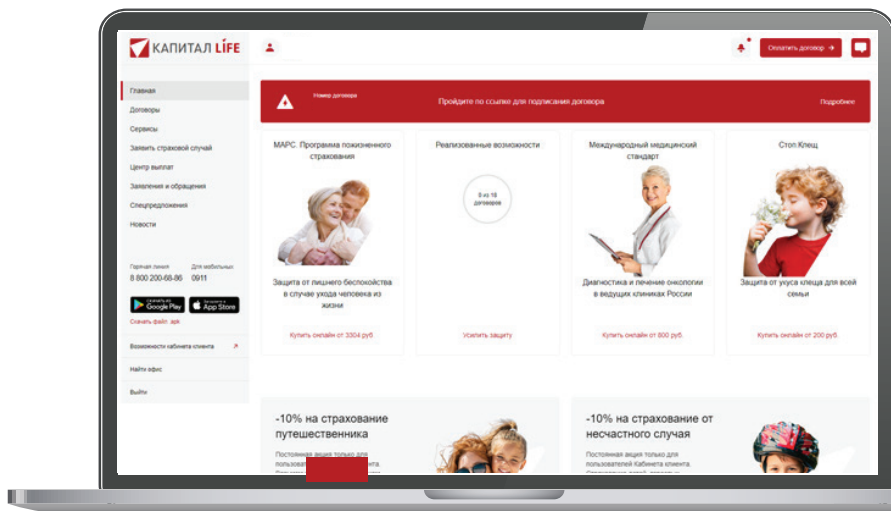 КАПИТАЛ LÍFE
Оплатить договор →
Главная
Договоры
Сервисы
Заявить страховой случай
Центр выплат
Заявления и обращения
Спецпредложения
Новости
Горячая линия Для мобильных
8 800 200-68-86 0911
Google Play
App Store
Скачать файл .apk
Возможности кабинета клиента
Найти офис
Выйти
Номер договора
Пройдите по ссылке для подписания договора
Подробнее
МАРС. Программа пожизненного
страхования
Защита от лишнего беспокойства
в случае ухода человека из
жизни
Купить онлайн от 3304 руб.
Реализованные возможности
договоров
Усилить защиту
Международный медицинский
стандарт
Диагностика и лечение онкологии
в ведущих клиниках России
Купить онлайн от 800 руб.
Стоп.Клещ
Защита от укуса клеща для всей
семьи
Купить онлайн от 200 руб.
-10% на страхование
путешественника
Постоянная акция только для
-10% на страхование от
несчастного случая
Постоянная акция только для
пользователей Кабинета клиента.